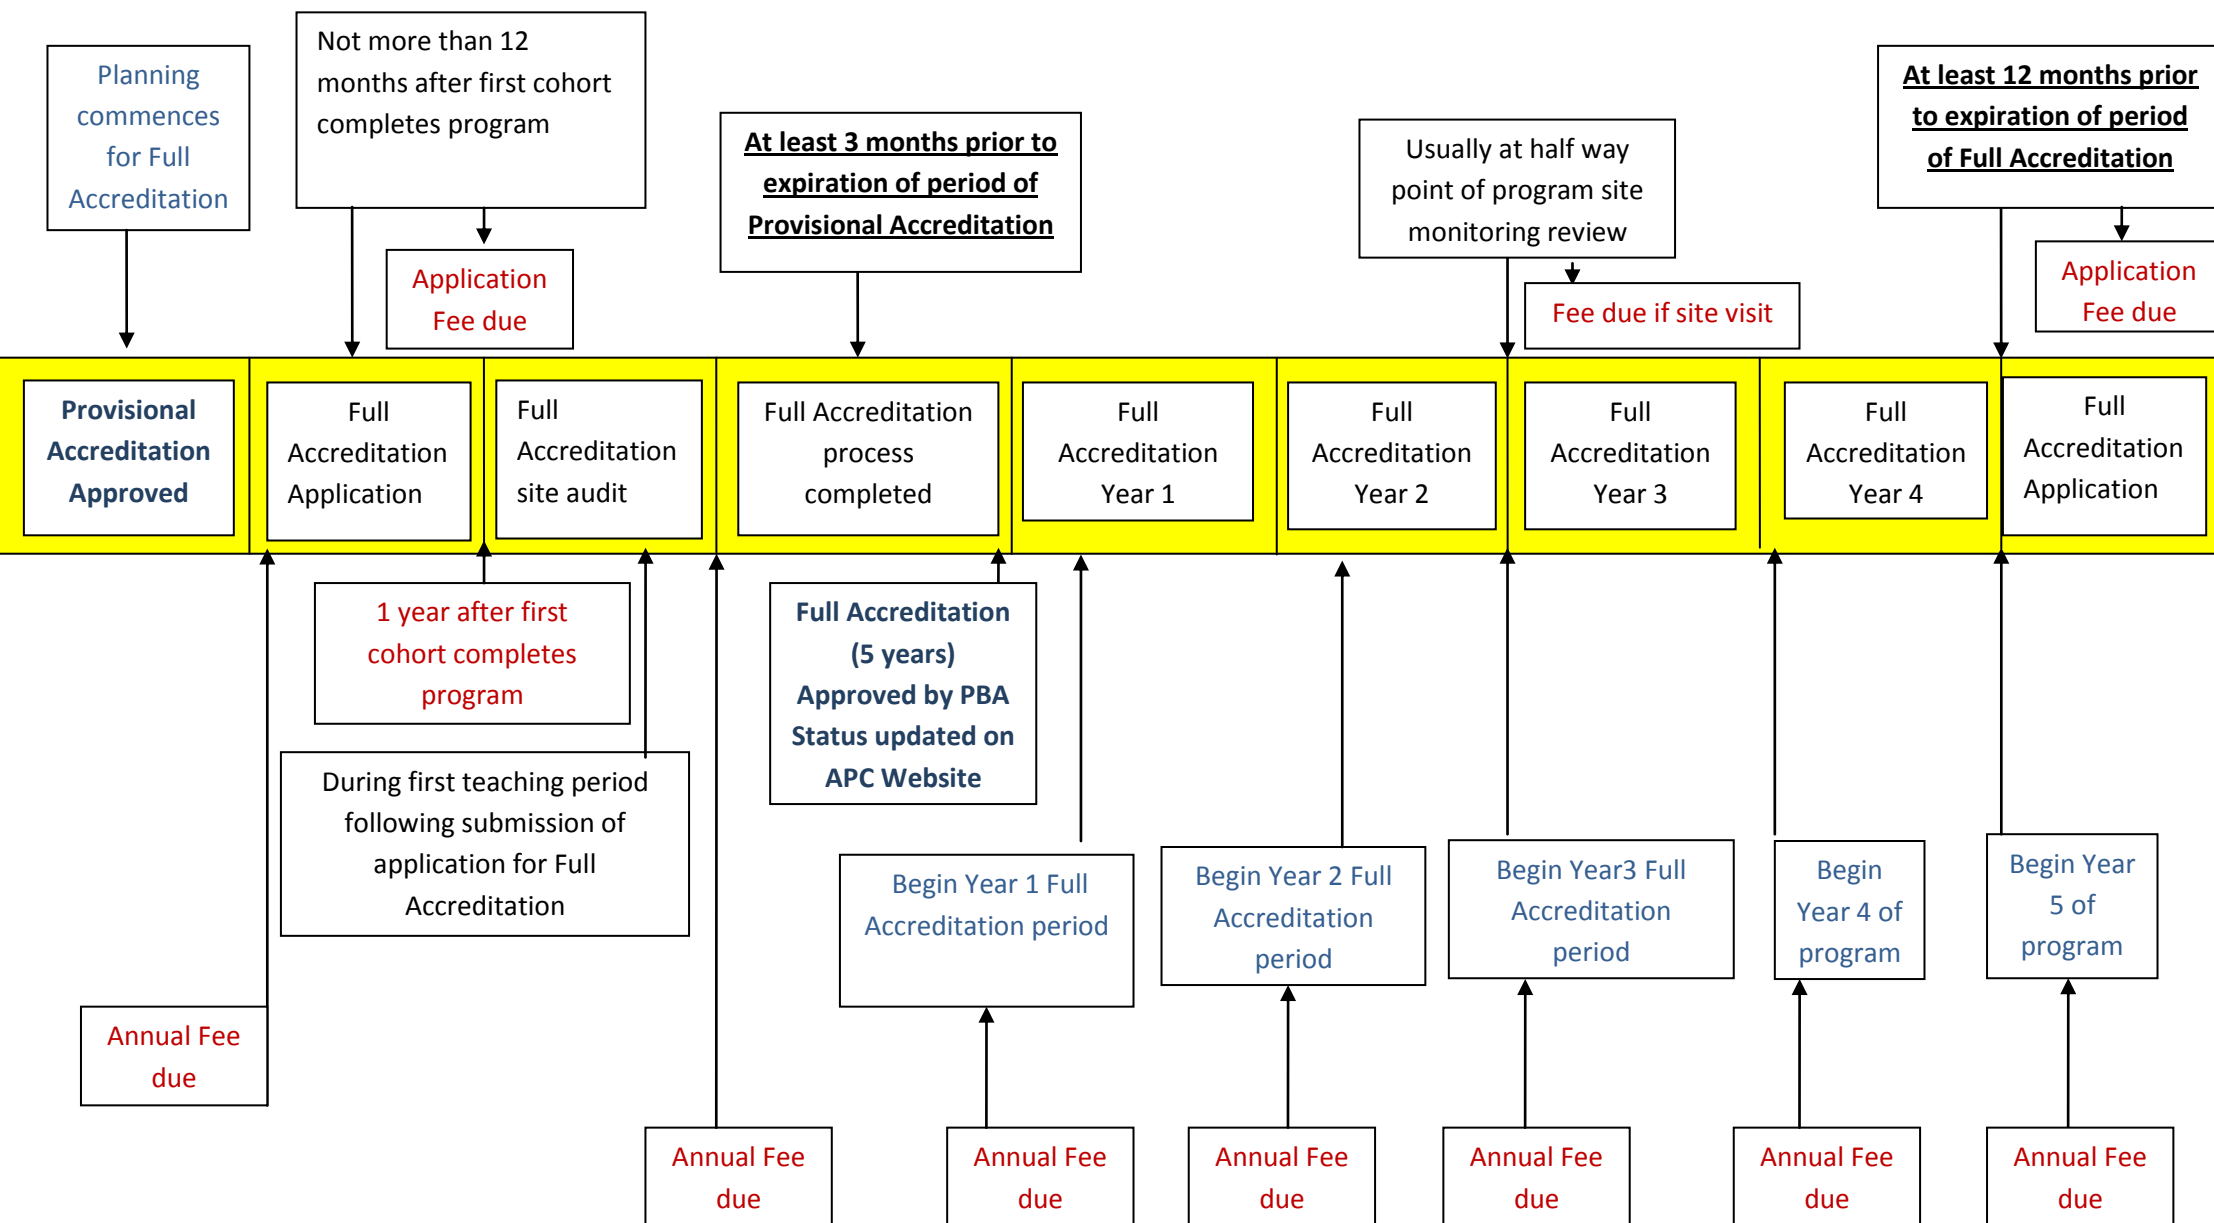 Planning
commences
for Full
Accreditation
Not more than 12
months after first cohort
completes program
Application
Fee due
At least 3 months prior to
expiration of period of
Provisional Accreditation
Usually at half way
point of program site
monitoring review
Fee due if site visit
At least 12 months prior
to expiration of period
of Full Accreditation
Application
Fee due
Provisional
Accreditation
Approved
Full
Accreditation
Application
Full
Accreditation
site audit
Full Accreditation
process
completed
Full
Accreditation
Year 1
Full
Accreditation
Year 2
Full
Accreditation
Year 3
Full
Accreditation
Year 4
Full
Accreditation
Application
1 year after first
cohort completes
program
During first teaching period
following submission of
application for Full
Accreditation
Full Accreditation
(5 years)
Approved by PBA
Status updated on
APC Website
Begin Year 1 Full
Accreditation period
Begin Year 2 Full
Accreditation
period
Begin Year3 Full
Accreditation
period
Begin
Year 4 of
program
Begin Year
5 of
program
Annual Fee
due
Annual Fee
due
Annual Fee
due
Annual Fee
due
Annual Fee
due
Annual Fee
due
Annual Fee
due